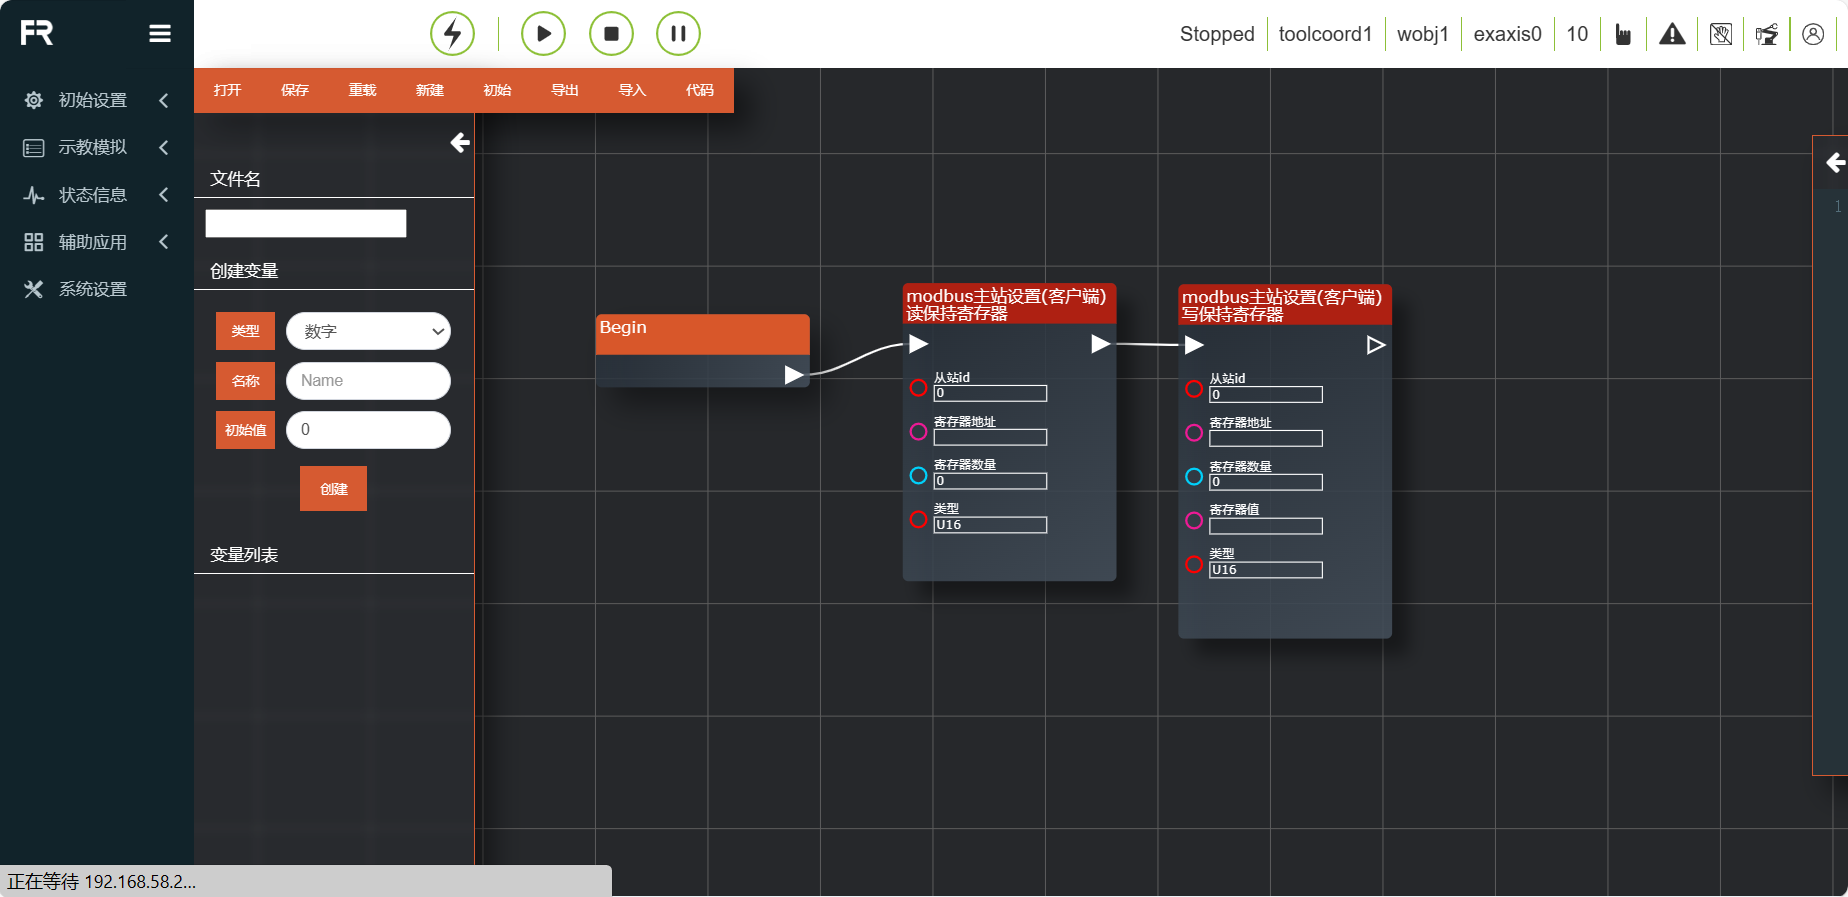 FR
Stopped
toolcoord1
wobj1
exaxis0
10
初始设置
示教模拟
状态信息
辅助应用
系统设置
打开
保存
重载
新建
初始
导出
导入
代码
文件名
创建变量
类型
数字
名称
Name
初始值
0
创建
变量列表
Begin
modbus主站设置(客户端)
读保持寄存器
从站id
0
寄存器地址
寄存器数量
0
类型
U16
modbus主站设置(客户端)
写保持寄存器
从站id
0
寄存器地址
寄存器数量
0
寄存器值
类型
U16
1
正在等待 192.168.58.2...